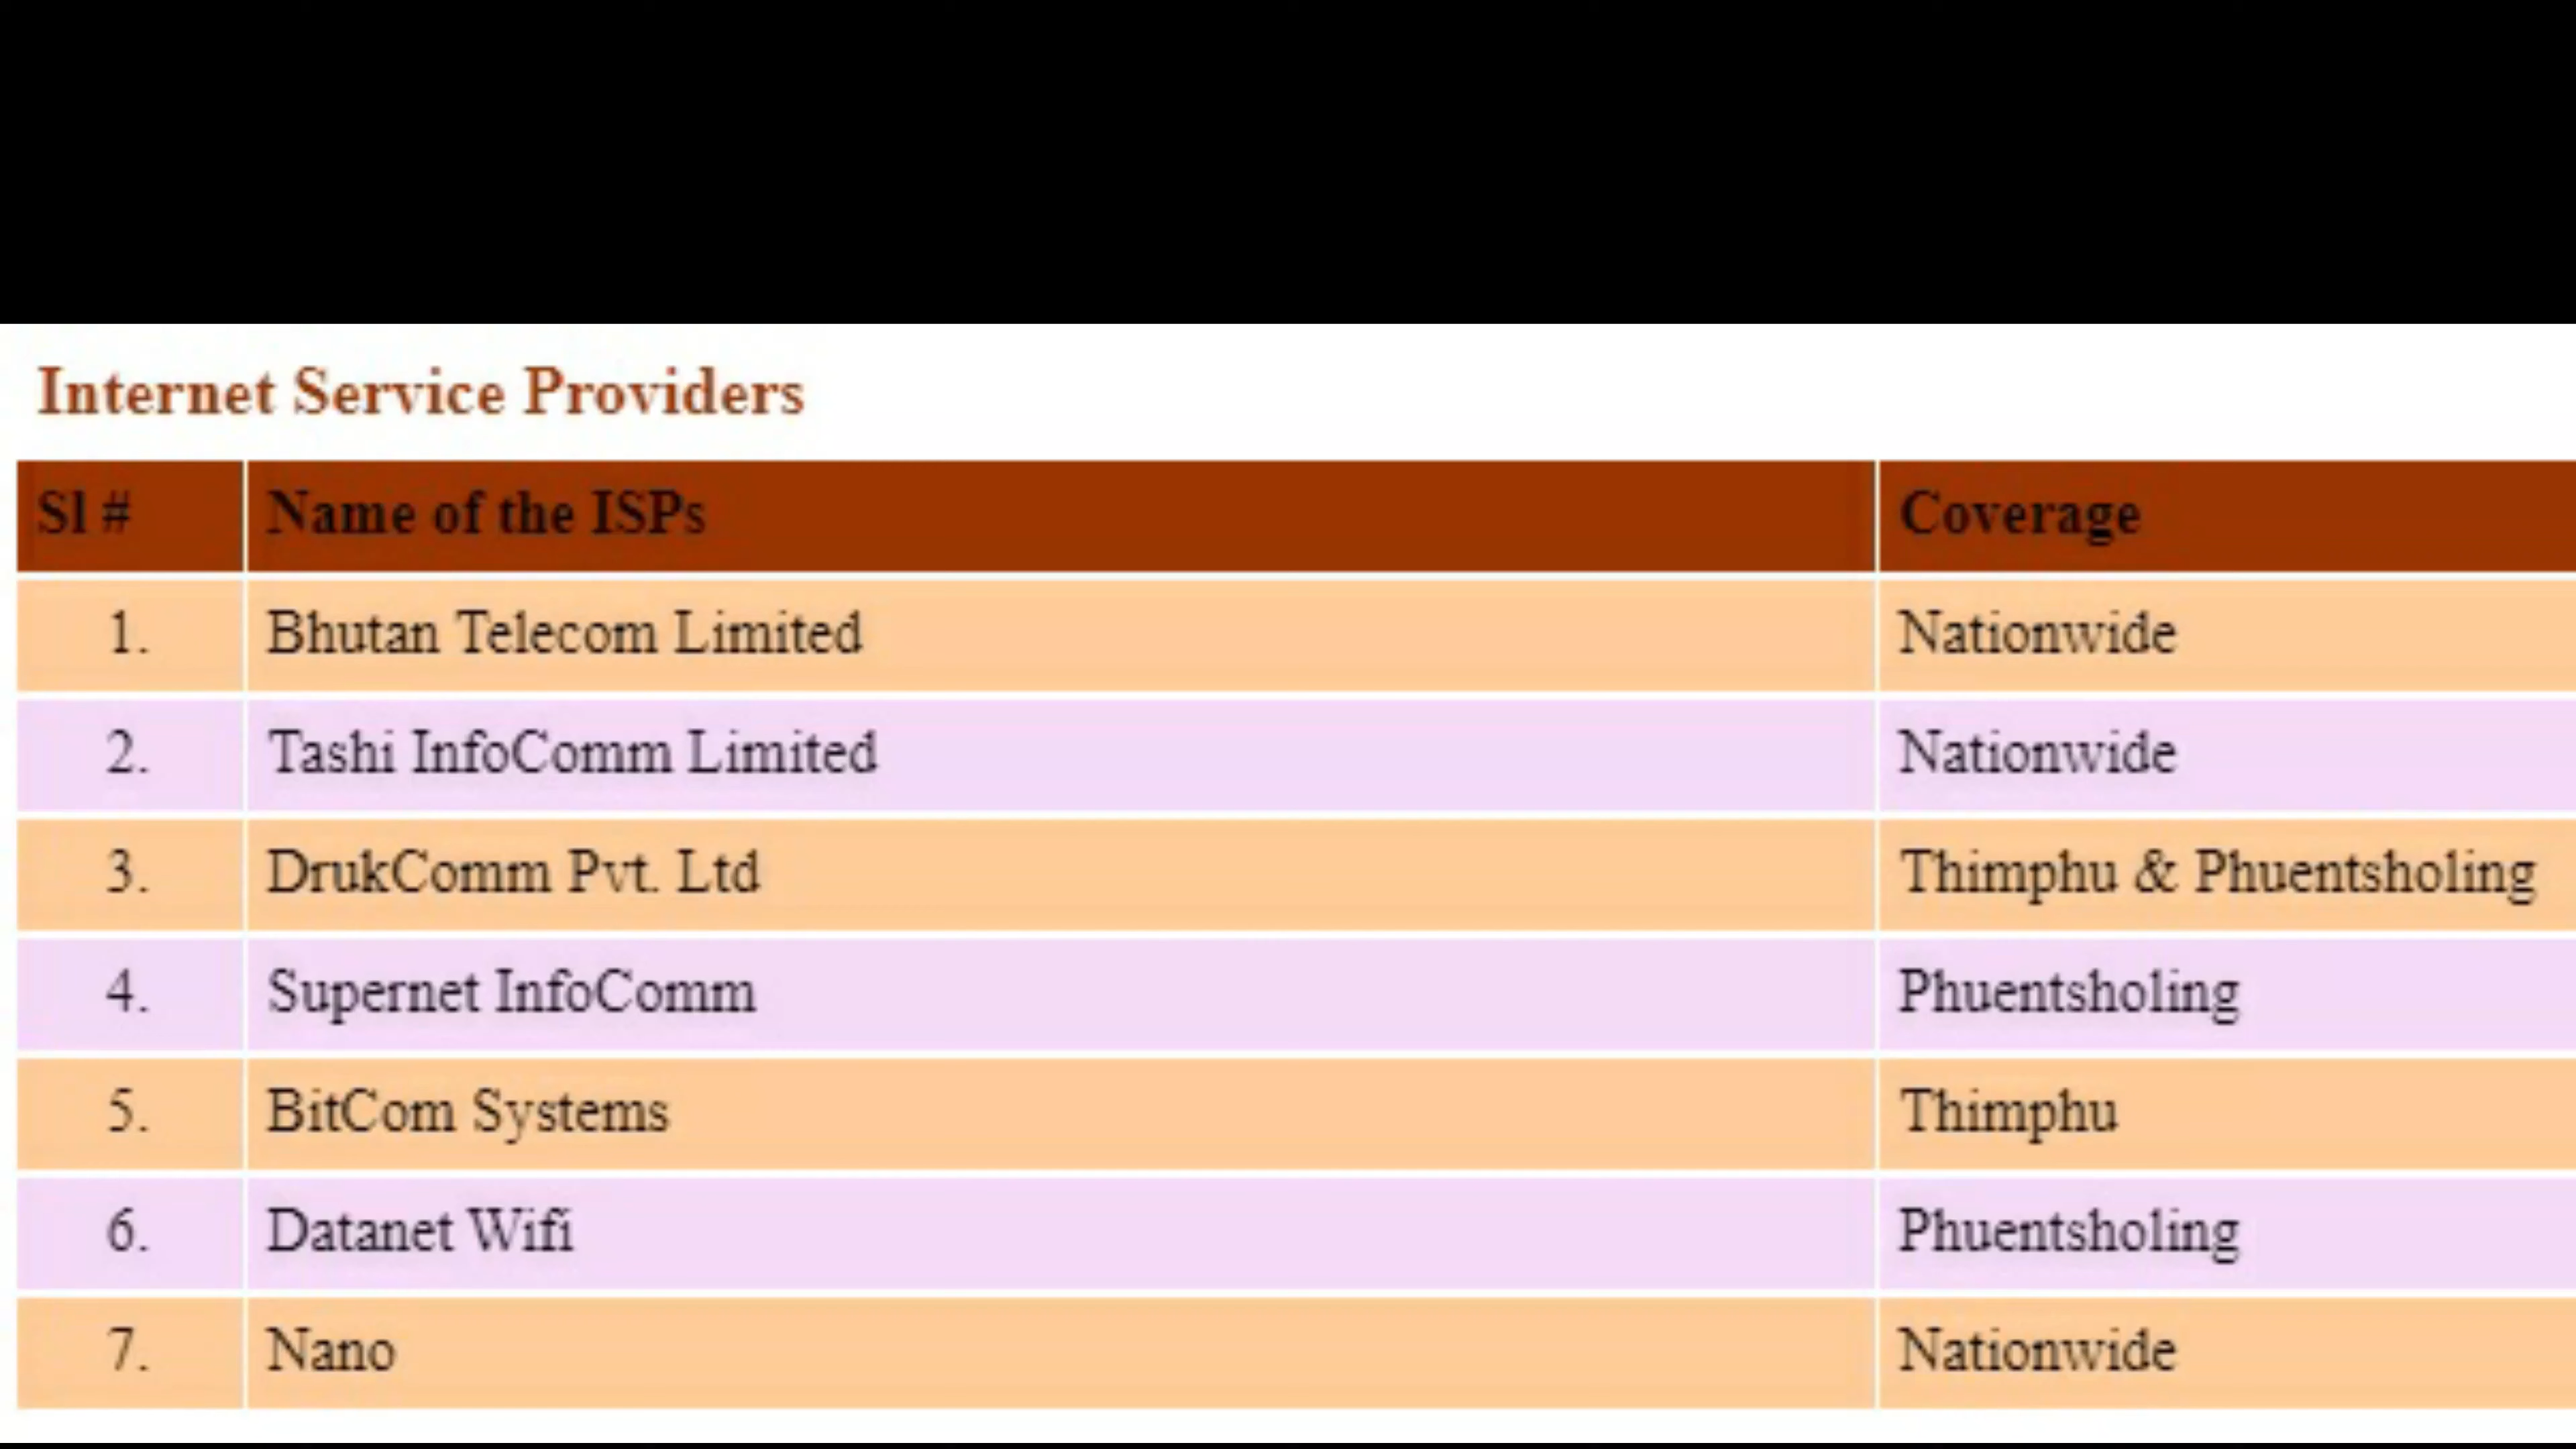 Internet Service Providers
Sl # Name of the ISPs Coverage
1. Bhutan Telecom Limited Nationwide
2. Tashi InfoComm Limited Nationwide
3. DrukComm Pvt. Ltd Thimphu & Phuentsholing
4. Supernet InfoComm Phuentsholing
5. BitCom Systems Thimphu
6. Datanet Wifi Phuentsholing
7. Nano Nationwide